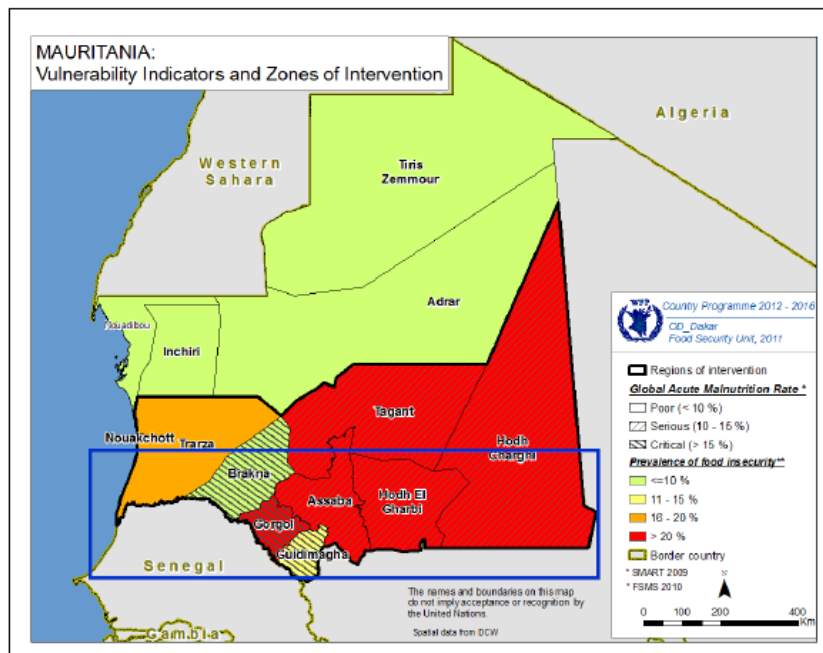 MAURITANIA:
Vulnerability Indicators and Zones of Intervention
Algeria
Western
Sahara
Tiris
Zemmour
Adrar
Nouadibou
Inchiri
Tagant
Hodh
Charghi
Nouakchott
Trarza
Brakna
Assaba
Hodh El
Gharbi
Gorgol
Guidimagha
Senegal
Gambia
WFP
Country Programme 2012 - 2016
OD_Dakar
Food Security Unit, 2011
Regions of intervention
Global Acute Malnutrition Rate *
Poor (< 10 %)
Serious (10 - 15 %)
Critical (> 15 %)
Prevalence of food insecurity**
<=10 %
11 - 15 %
16 - 20 %
> 20 %
Border country
* SMART 2009
* FSMS 2010
0 100 200 400
Km
The names and boundaries on this map
do not imply acceptance or recognition by
the United Nations.
Spatial data from DCW